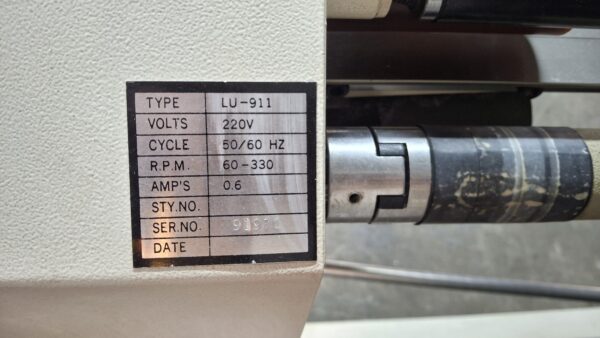 TYPE LU-911
VOLTS 220V
CYCLE 50/60 HZ
R.P.M. 60-330
AMP'S 0.6
STY.NO.
SER.NO.
DATE